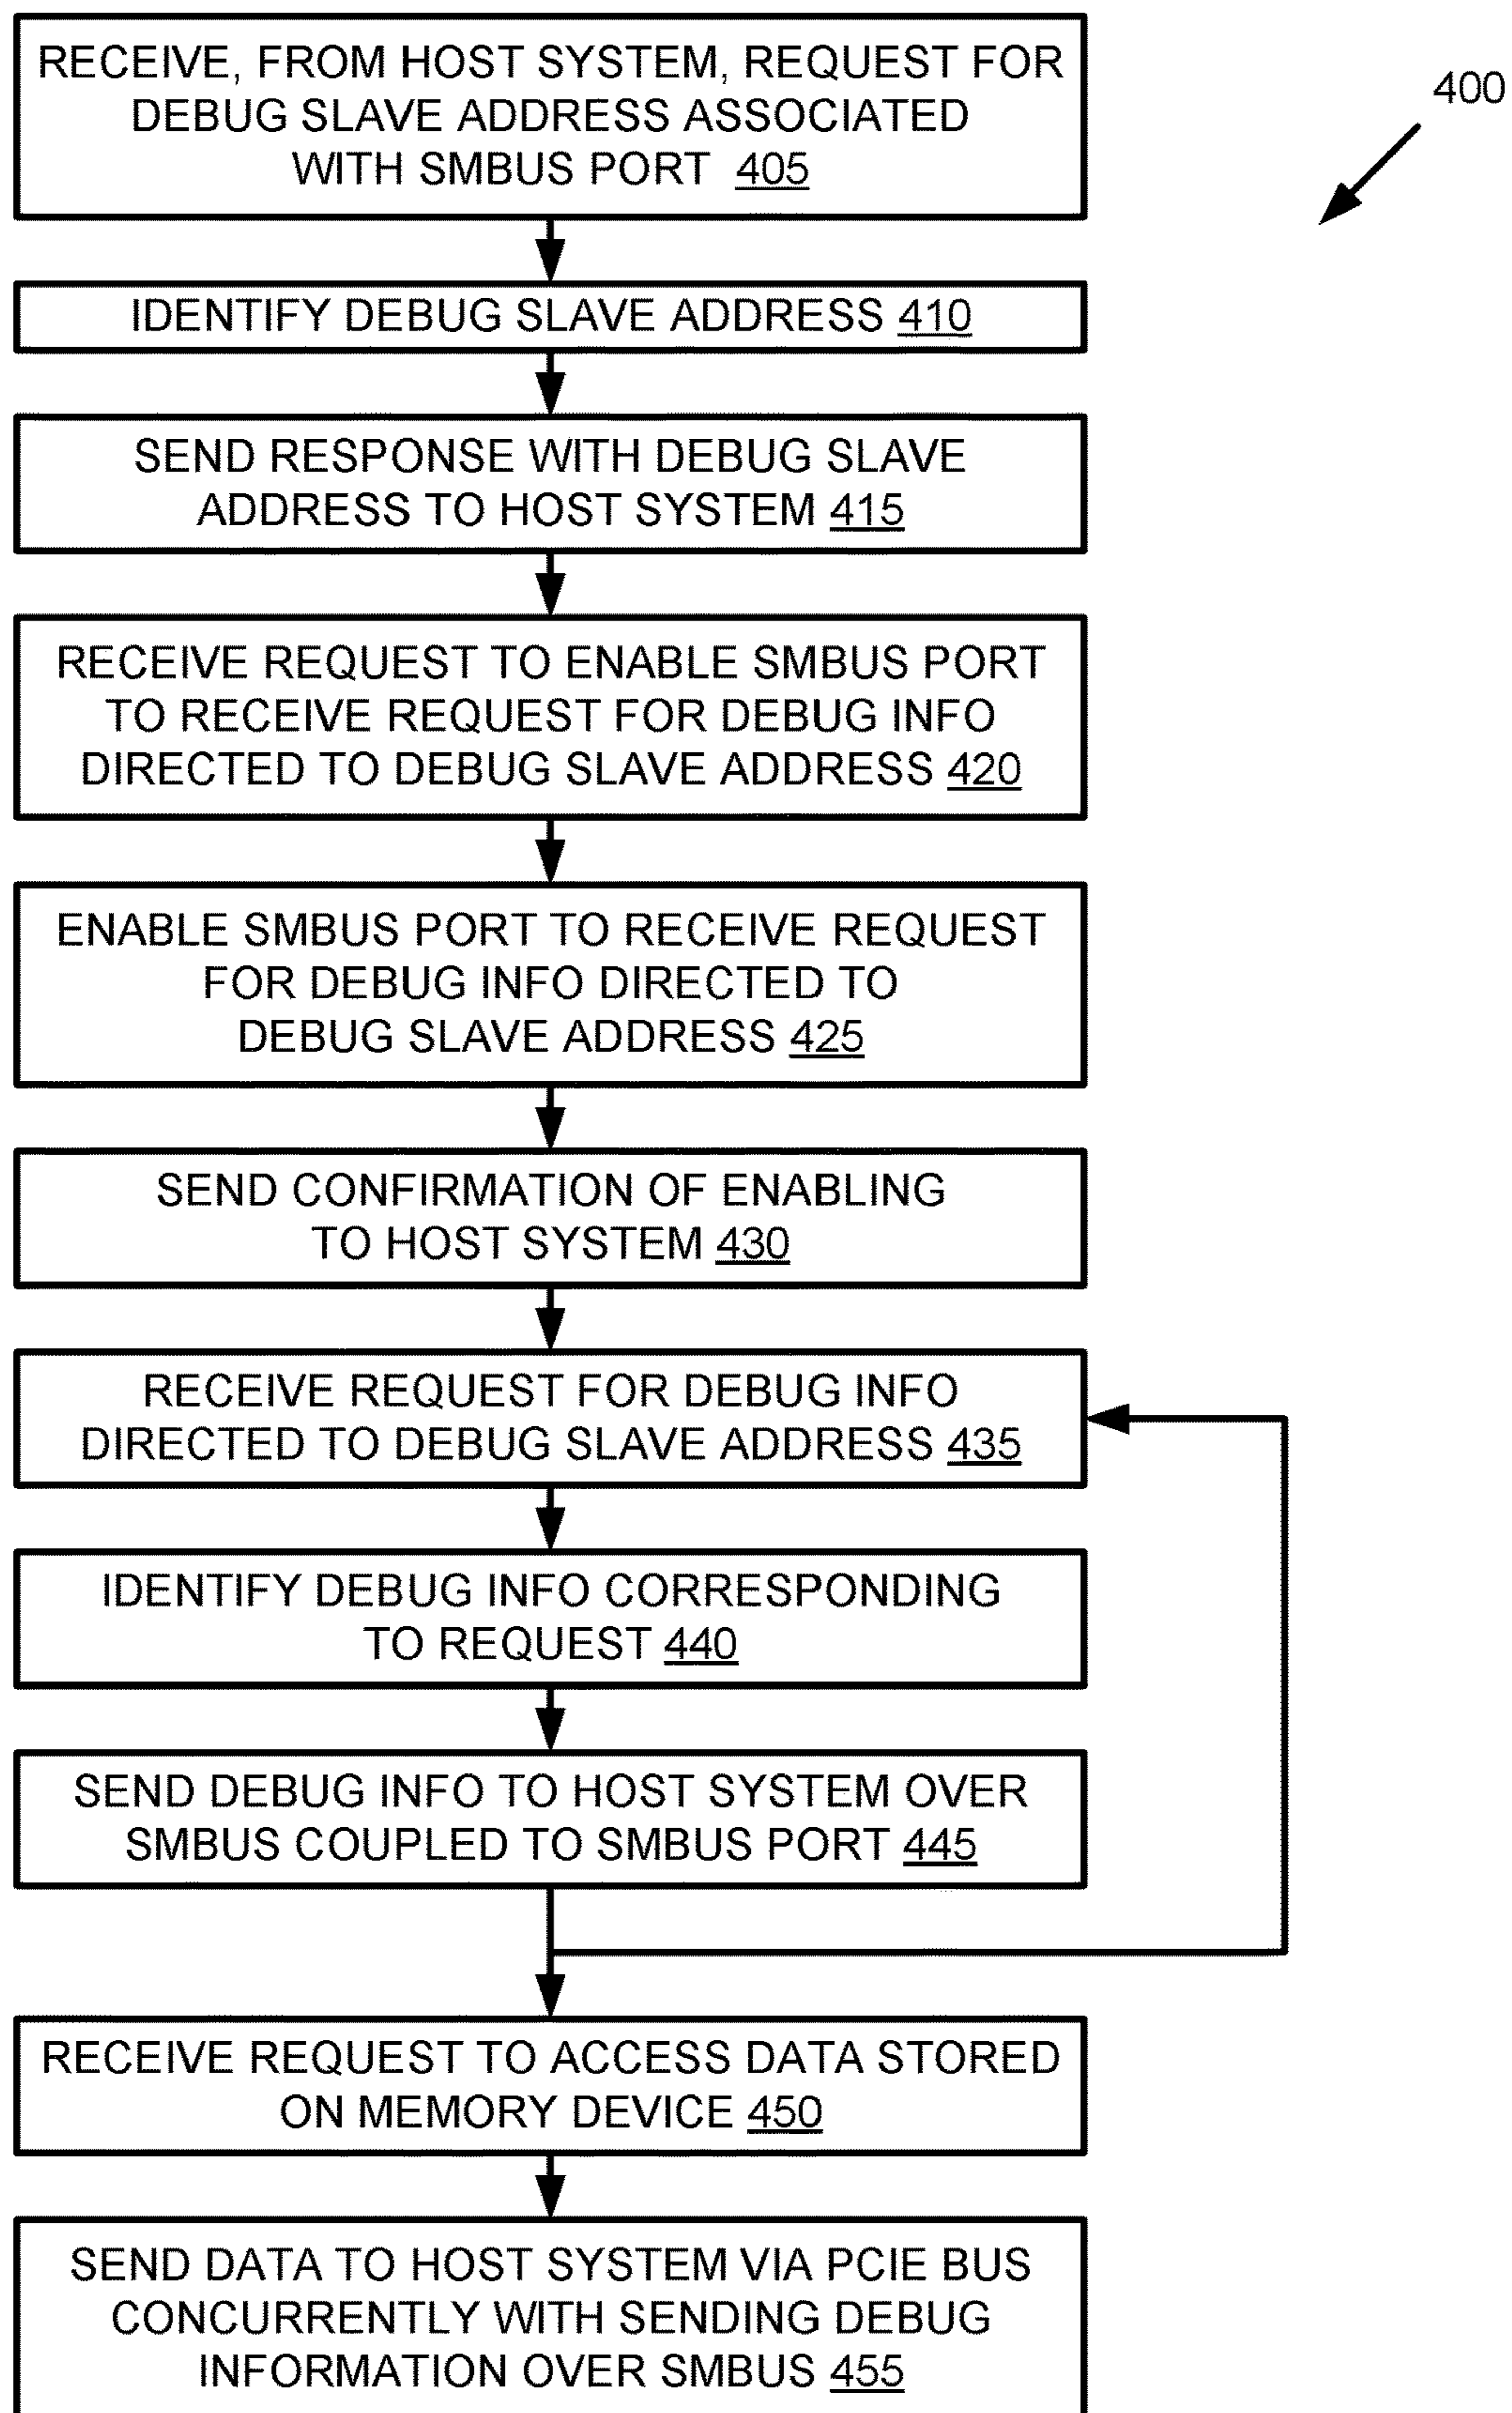 RECEIVE, FROM HOST SYSTEM, REQUEST FOR
DEBUG SLAVE ADDRESS ASSOCIATED
WITH SMBUS PORT 405
400
IDENTIFY DEBUG SLAVE ADDRESS 410
SEND RESPONSE WITH DEBUG SLAVE
ADDRESS TO HOST SYSTEM 415
RECEIVE REQUEST TO ENABLE SMBUS PORT
TO RECEIVE REQUEST FOR DEBUG INFO
DIRECTED TO DEBUG SLAVE ADDRESS 420
ENABLE SMBUS PORT TO RECEIVE REQUEST
FOR DEBUG INFO DIRECTED TO
DEBUG SLAVE ADDRESS 425
SEND CONFIRMATION OF ENABLING
TO HOST SYSTEM 430
RECEIVE REQUEST FOR DEBUG INFO
DIRECTED TO DEBUG SLAVE ADDRESS 435
IDENTIFY DEBUG INFO CORRESPONDING
TO REQUEST 440
SEND DEBUG INFO TO HOST SYSTEM OVER
SMBUS COUPLED TO SMBUS PORT 445
RECEIVE REQUEST TO ACCESS DATA STORED
ON MEMORY DEVICE 450
SEND DATA TO HOST SYSTEM VIA PCIE BUS
CONCURRENTLY WITH SENDING DEBUG
INFORMATION OVER SMBUS 455